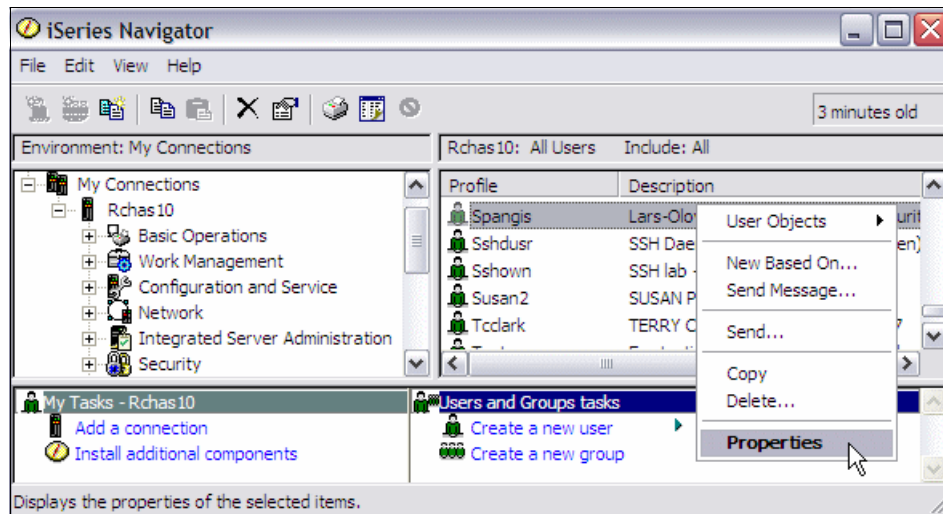 iSeries Navigator
File Edit View Help
3 minutes old
Environment: My Connections
Rchas10: All Users Include: All
My Connections
Rchas10
Basic Operations
Work Management
Configuration and Service
Network
Integrated Server Administration
Security
Profile Description
Spangis Lars-Olov
Sshdusr SSH Dae
Sshown SSH lab -
Susan2 SUSAN P
Tcclark TERRY C
User Objects
New Based On...
Send Message...
Send...
Copy
Delete...
Properties
My Tasks - Rchas10
Add a connection
Install additional components
Users and Groups tasks
Create a new user
Create a new group
Displays the properties of the selected items.